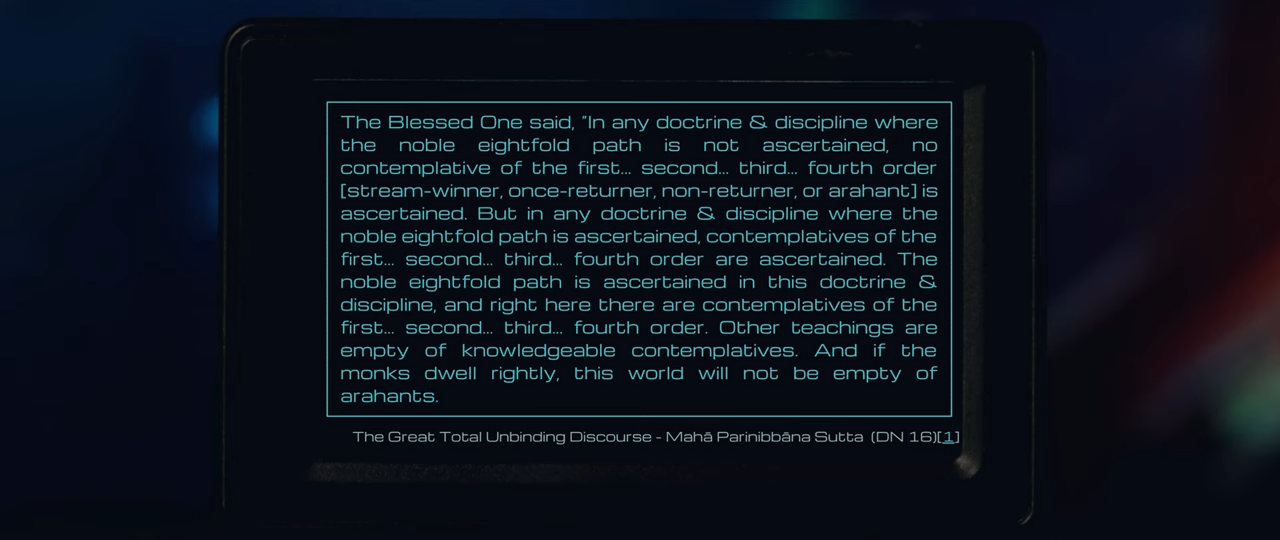 The Blessed One said, "In any doctrine & discipline where
the noble eightfold path is not ascertained, no
contemplative of the first... second... third... fourth order
[stream-winner, once-returner, non-returner, or arahant] is
ascertained. But in any doctrine & discipline where the
noble eightfold path is ascertained, contemplatives of the
first... second... third... fourth order are ascertained. The
noble eightfold path is ascertained in this doctrine &
discipline, and right here there are contemplatives of the
first... second... third... fourth order. Other teachings are
empty of knowledgeable contemplatives. And if the
monks dwell rightly, this world will not be empty of
arahants.
The Great Total Unbinding Discourse - Mahā Parinibbāna Sutta (DN 16)[1]